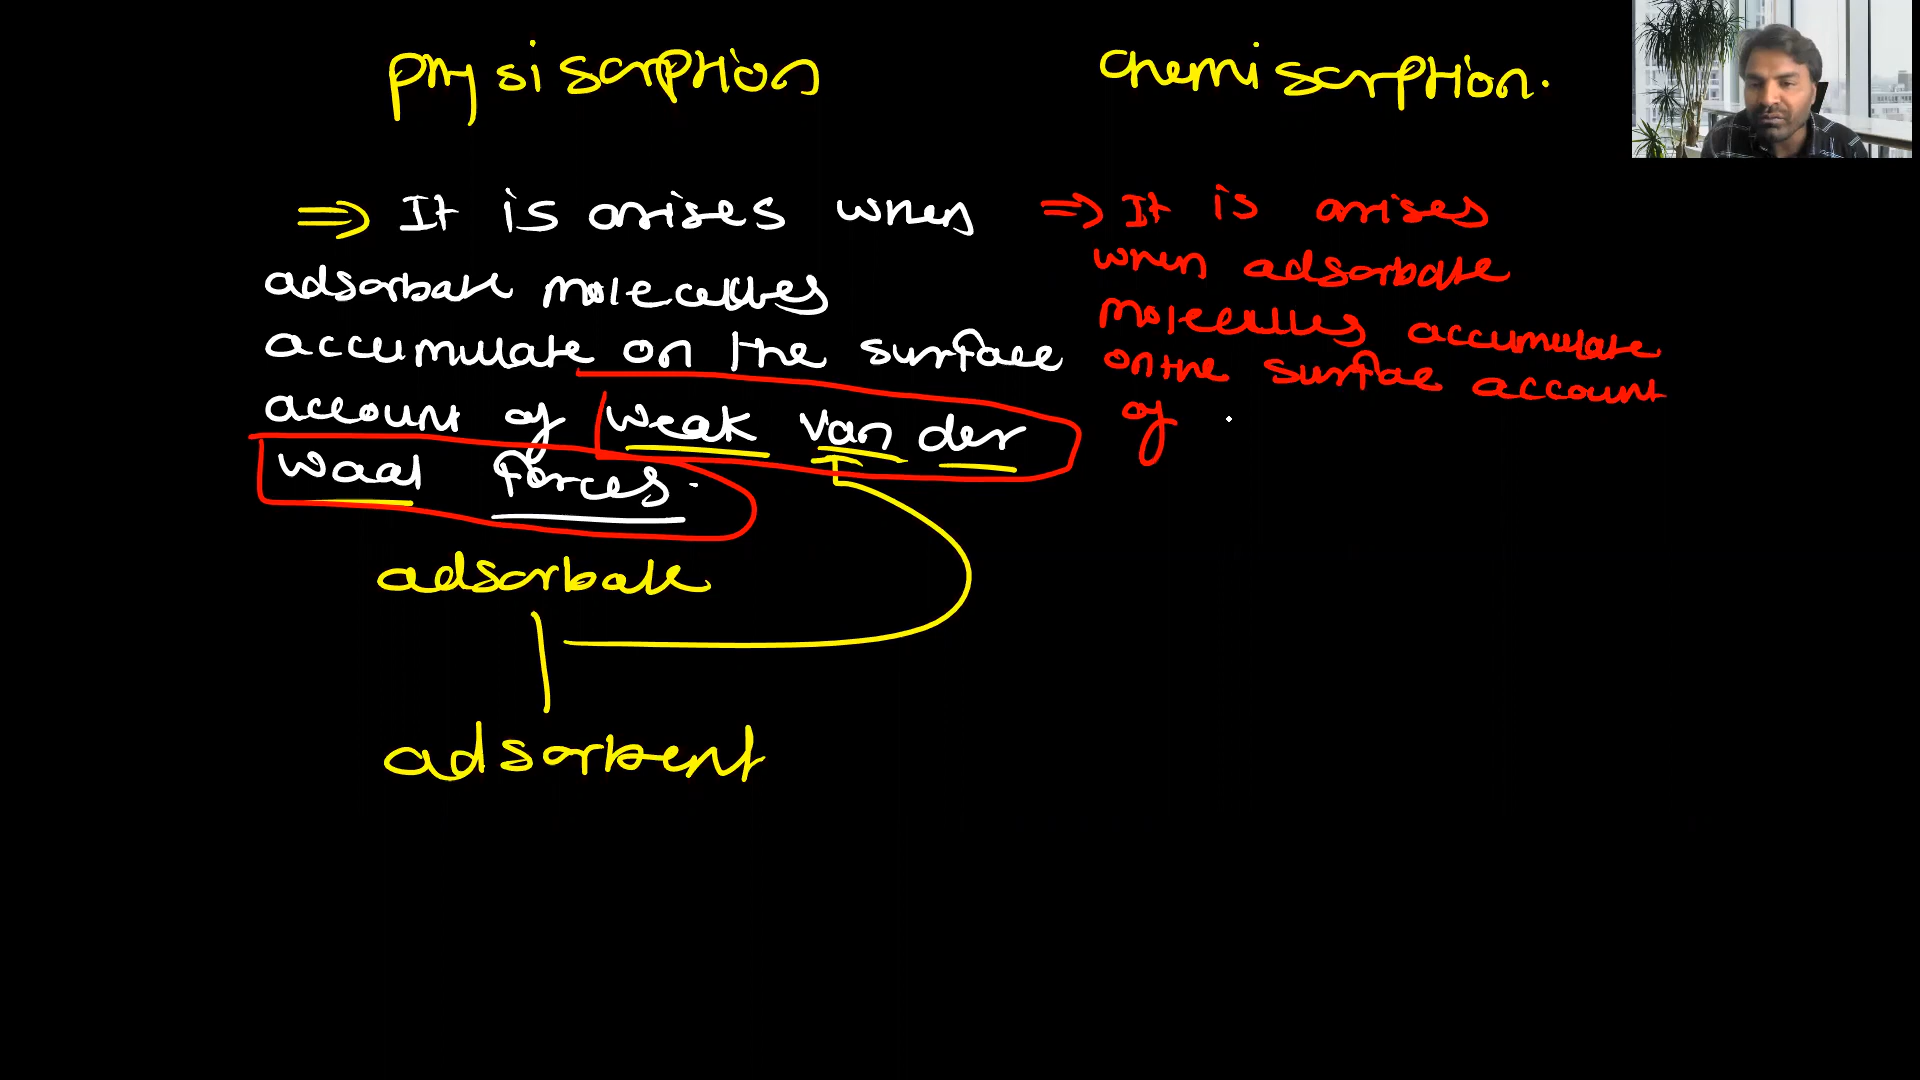 physisorption
chemisorption.
⇒ It is arises when
adsorbate molecules
accumulate on the surface
account of weak van der
waal forces.
adsorbate
adsorbent
⇒ It is arises
when adsorbate
molecules accumulate
on the surface account
of